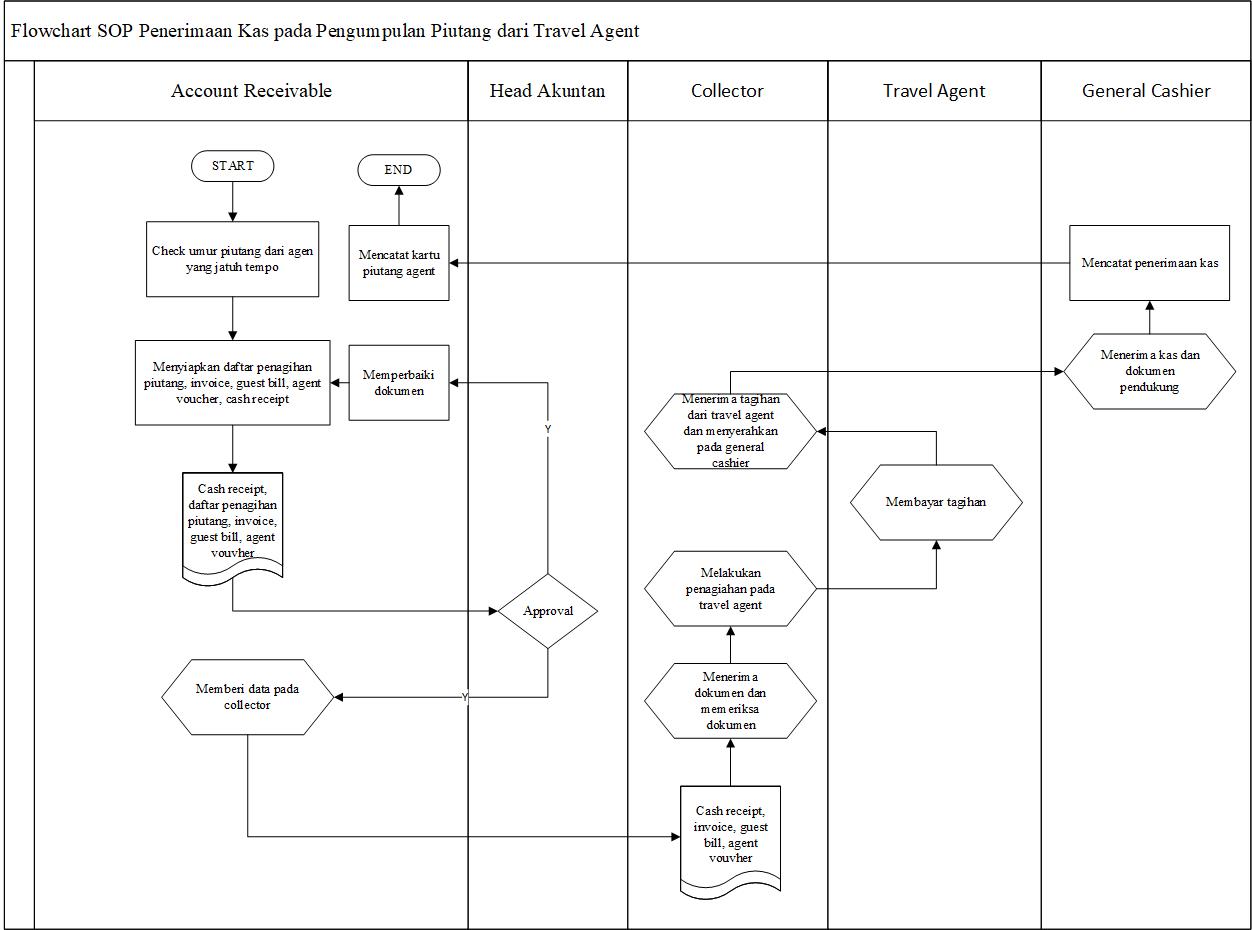 Flowchart SOP Penerimaan Kas pada Pengumpulan Piutang dari Travel Agent
Account Receivable
Head Akuntan
Collector
Travel Agent
General Cashier
START
END
Check umur piutang dari agen
yang jatuh tempo
Mencatat kartu
piutang agent
Mencatat penerimaan kas
Menyiapkan daftar penagihan
piutang, invoice, guest bill, agent
voucher, cash receipt
Memperbaiki
dokumen
Menerima kas dan
dokumen
pendukung
Menerima tagihan
dari travel agent
dan menyerahkan
pada general
cashier
Y
Cash receipt,
daftar penagihan
piutang, invoice,
guest bill, agent
vouvher
Membayar tagihan
Melakukan
penagiahan pada
travel agent
Approval
Memberi data pada
collector
Y
Menerima
dokumen dan
memeriksa
dokumen
Cash receipt,
invoice, guest
bill, agent
vouvher